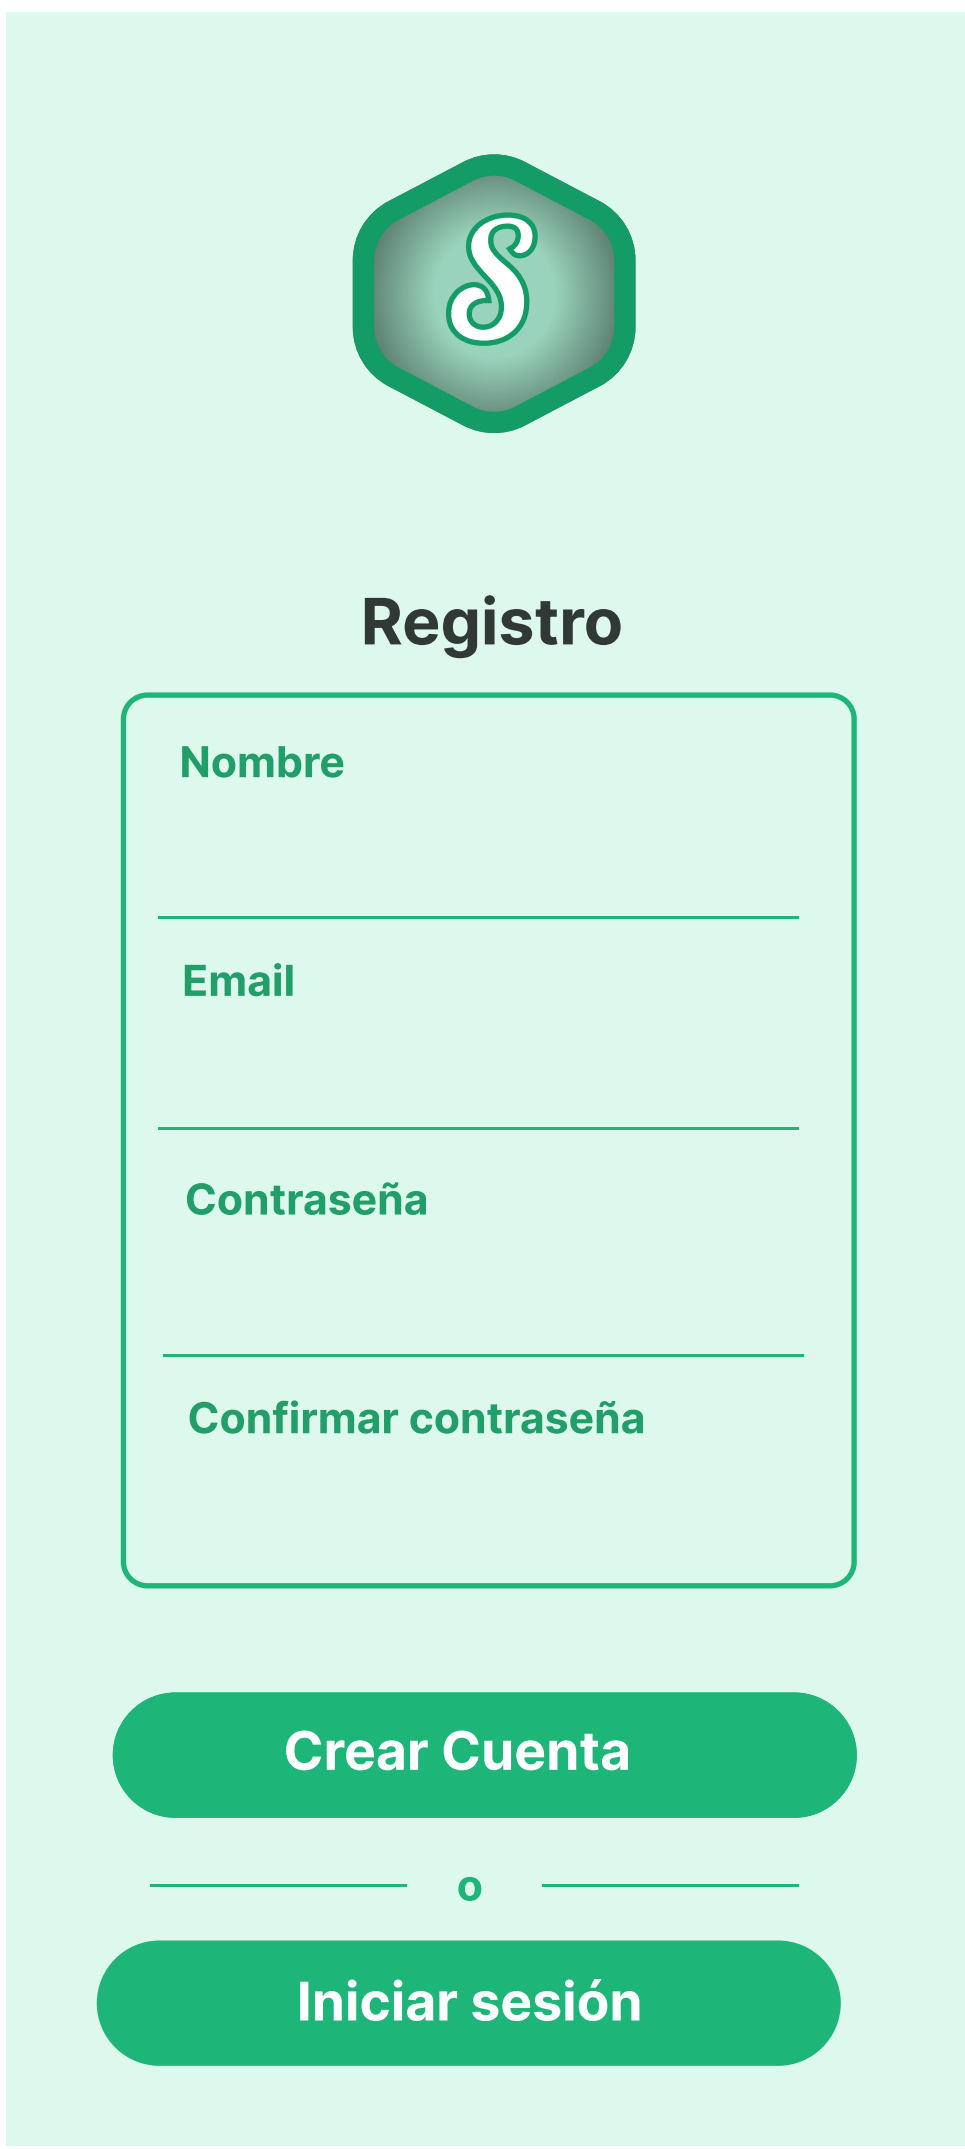 S
Registro
Nombre
Email
Contraseña
Confirmar contraseña
Crear Cuenta
o
Iniciar sesión